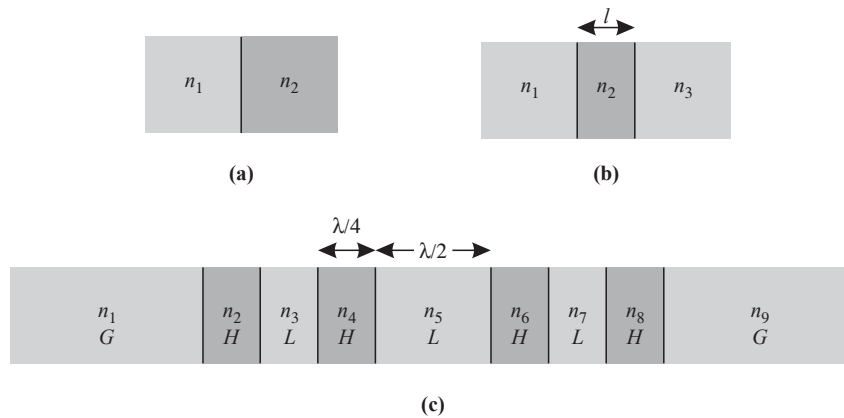 n1 n2
(a)
l
n1 n2 n3
(b)
λ/4
λ/2
n1 n2 n3 n4 n5 n6 n7 n8 n9
G H L H L H L H G
(c)